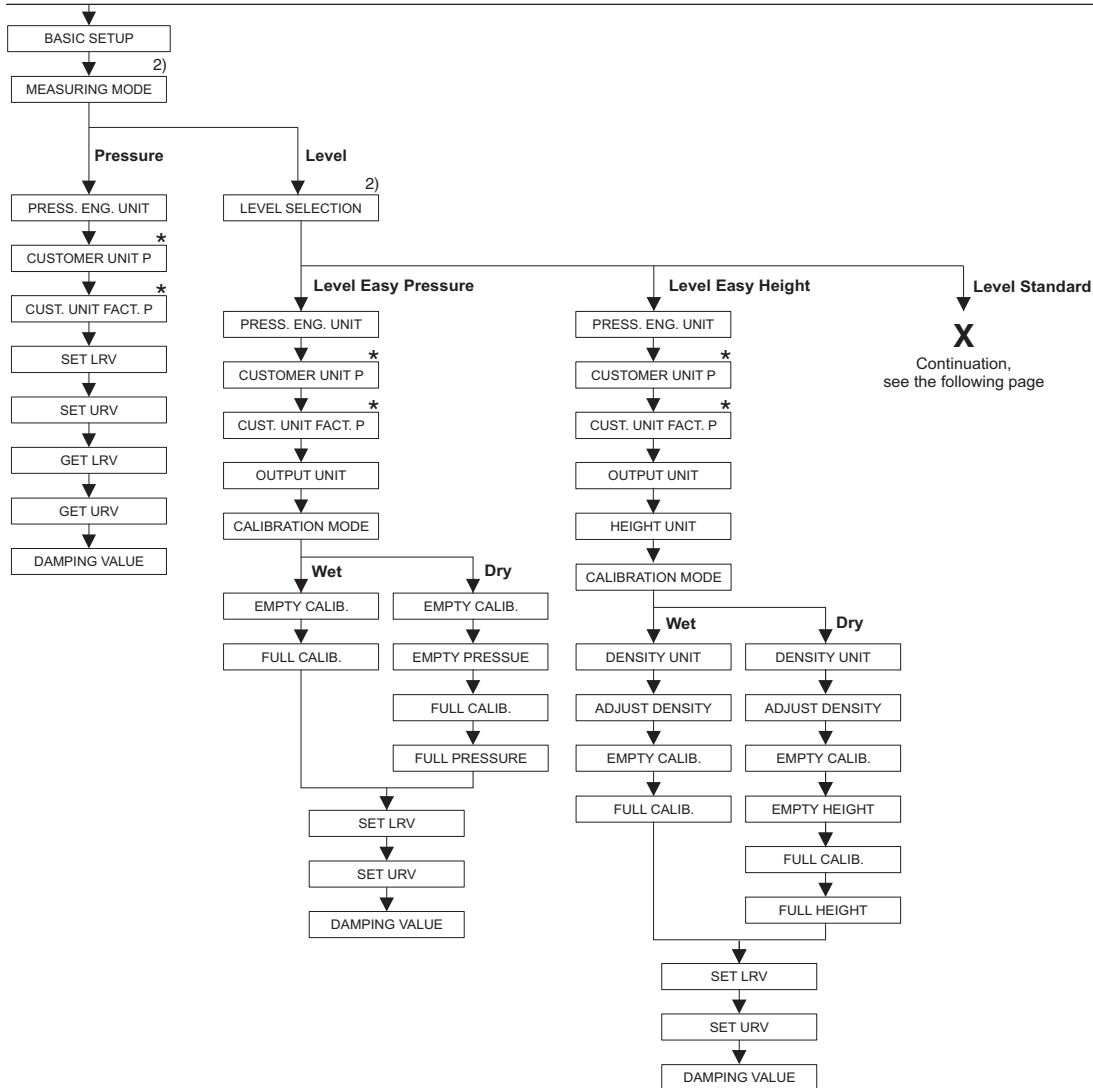 BASIC SETUP
2)
MEASURING MODE
Pressure
PRESS. ENG. UNIT
*
CUSTOMER UNIT P
*
CUST. UNIT FACT. P
SET LRV
SET URV
GET LRV
GET URV
DAMPING VALUE
Level
2)
LEVEL SELECTION
Level Easy Pressure
PRESS. ENG. UNIT
*
CUSTOMER UNIT P
*
CUST. UNIT FACT. P
OUTPUT UNIT
CALIBRATION MODE
Wet
EMPTY CALIB.
FULL CALIB.
Dry
EMPTY CALIB.
EMPTY PRESSUE
FULL CALIB.
FULL PRESSURE
SET LRV
SET URV
DAMPING VALUE
Level Easy Height
PRESS. ENG. UNIT
*
CUSTOMER UNIT P
*
CUST. UNIT FACT. P
OUTPUT UNIT
HEIGHT UNIT
CALIBRATION MODE
Wet
DENSITY UNIT
ADJUST DENSITY
EMPTY CALIB.
FULL CALIB.
Dry
DENSITY UNIT
ADJUST DENSITY
EMPTY CALIB.
EMPTY HEIGHT
FULL CALIB.
FULL HEIGHT
SET LRV
SET URV
DAMPING VALUE
Level Standard
X
Continuation,
see the following page